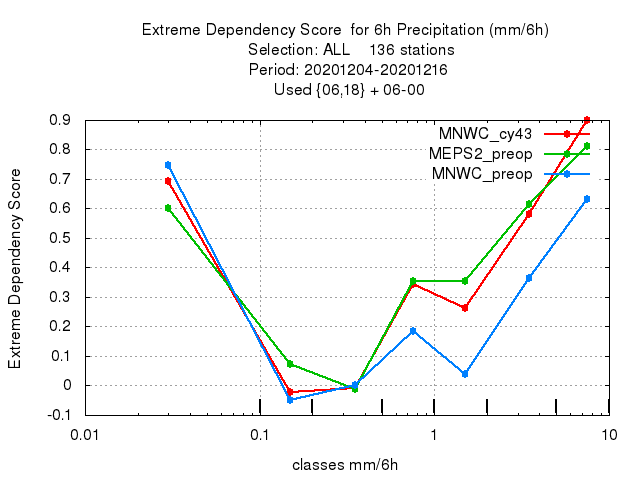 Extreme Dependency Score  for 6h Precipitation (mm/6h)
Selection: ALL    136 stations
Period: 20201204-20201216
Used {06,18} + 06-00
MNWC_cy43
MEPS2_preop
MNWC_preop
Extreme Dependency Score
0.9
0.8
0.7
0.6
0.5
0.4
0.3
0.2
0.1
0
-0.1
0.01 0.1 1 10
classes mm/6h